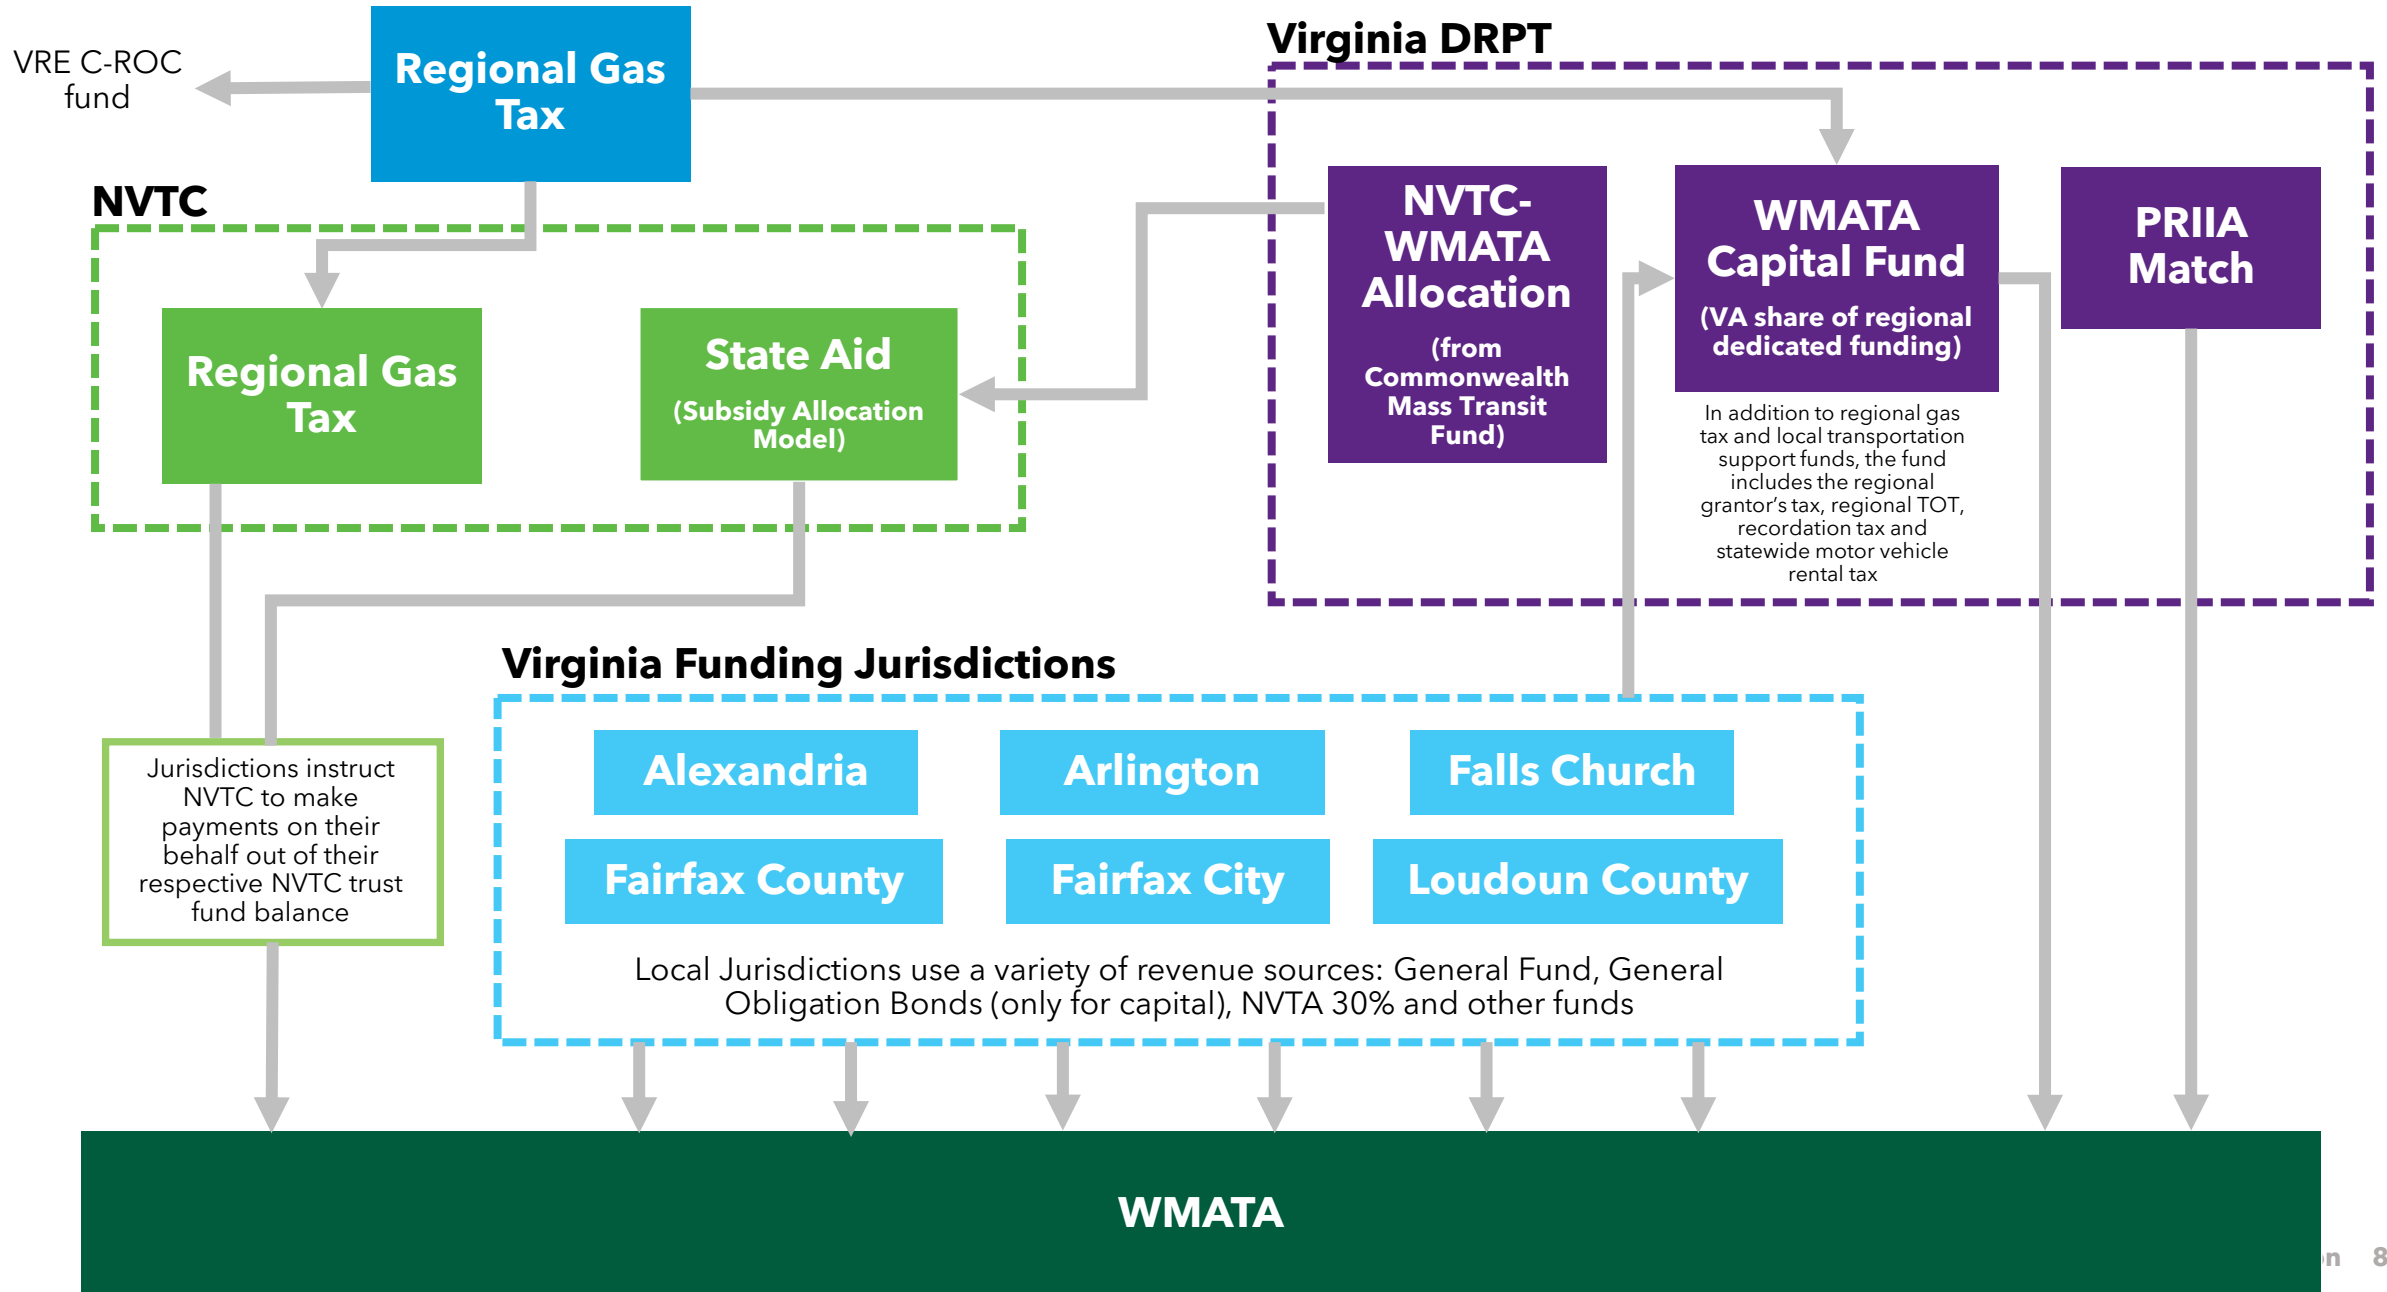 VRE C-ROC
fund
Regional Gas
Tax
Virginia DRPT
NVTC
Regional Gas
Tax
State Aid
(Subsidy Allocation
Model)
NVTC-
WMATA
Allocation
(from
Commonwealth
Mass Transit
Fund)
WMATA
Capital Fund
(VA share of regional
dedicated funding)
In addition to regional gas
tax and local transportation
support funds, the fund
includes the regional
grantor's tax, regional TOT,
recordation tax and
statewide motor vehicle
rental tax
PRIIA
Match
Virginia Funding Jurisdictions
Alexandria
Arlington
Falls Church
Fairfax County
Fairfax City
Loudoun County
Local Jurisdictions use a variety of revenue sources: General Fund, General
Obligation Bonds (only for capital), NVTA 30% and other funds
Jurisdictions instruct
NVTC to make
payments on their
behalf out of their
respective NVTC trust
fund balance
WMATA
8